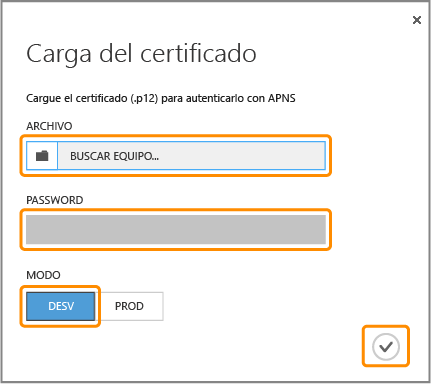 Carga del certificado
Cargue el certificado (.p12) para autenticarlo con APNS
ARCHIVO
BUSCAR EQUIPO...
PASSWORD
MODO
DESV PROD